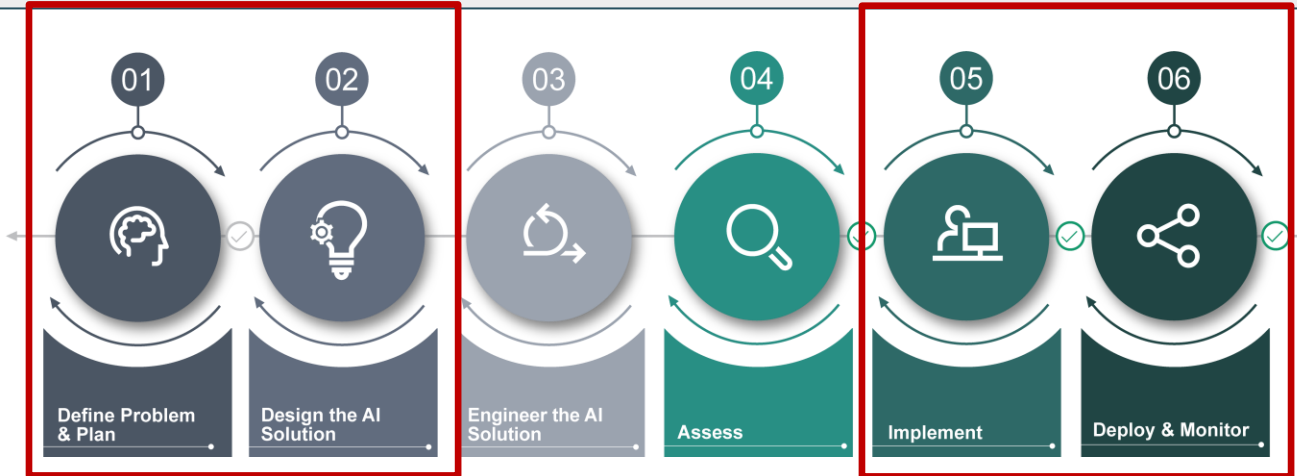 01
02
03
04
05
06
Define Problem
& Plan
Design the AI
Solution
Engineer the AI
Solution
Assess
Implement
Deploy & Monitor